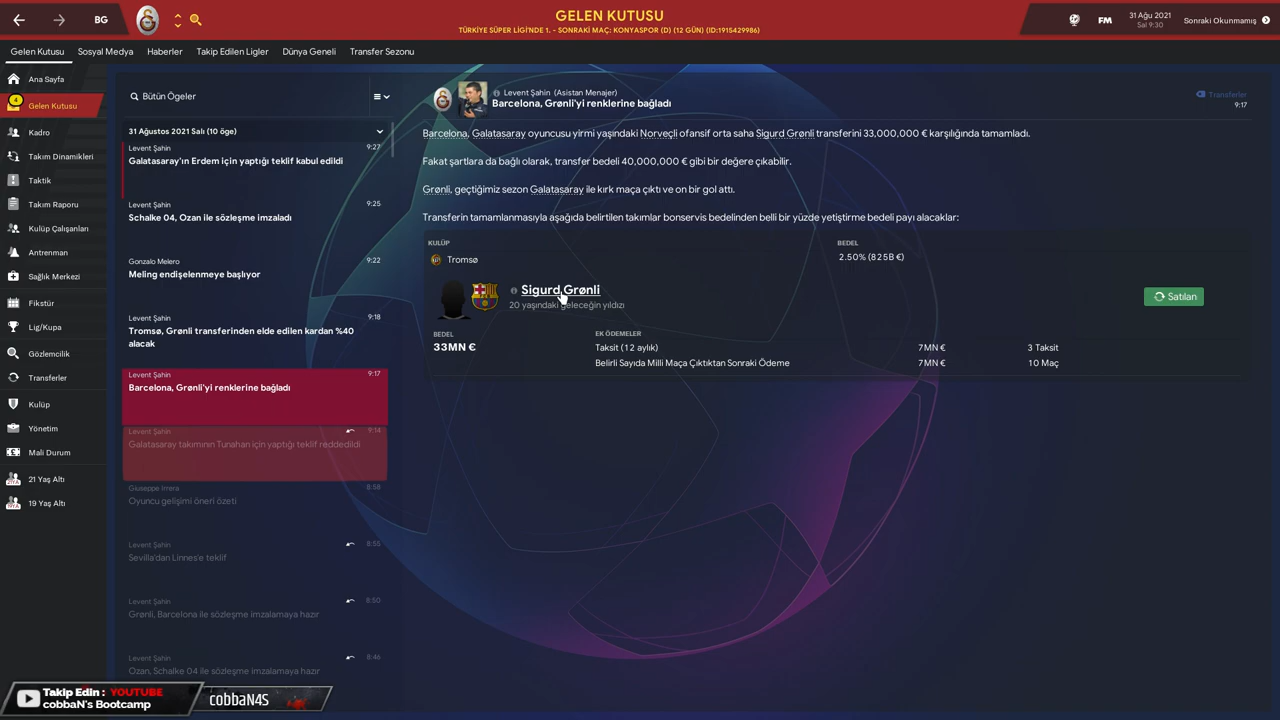 BG
GELEN KUTUSU
TÜRKİYE SÜPER LİGİ'NDE 1. - SONRAKİ MAÇ: KONYASPOR (D) (12 GÜN) (ID:1915429986)
FM
31 Ağu 2021
Sal 9:30
Sonraki Okunmamış
Gelen Kutusu
Sosyal Medya
Haberler
Takip Edilen Ligler
Dünya Geneli
Transfer Sezonu
Ana Sayfa
4
Gelen Kutusu
Kadro
Takım Dinamikleri
Taktik
Takım Raporu
Kulüp Çalışanları
Antrenman
Sağlık Merkezi
Fikstür
Lig/Kupa
Gözlemcilik
Transferler
Kulüp
Yönetim
Mali Durum
21 Yaş Altı
19 Yaş Altı
Bütün Ögeler
31 Ağustos 2021 Salı (10 öge)
Levent Şahin 9:27
Galatasaray'ın Erdem için yaptığı teklif kabul edildi
Levent Şahin 9:25
Schalke 04, Ozan ile sözleşme imzaladı
Gonzalo Melero 9:22
Meling endişelenmeye başlıyor
Levent Şahin 9:18
Tromsø, Grønli transferinden elde edilen kardan %40
alacak
Levent Şahin 9:17
Barcelona, Grønli'yi renklerine bağladı
Levent Şahin 9:14
Galatasaray takımının Tunahan için yaptığı teklif reddedildi
Giuseppe Irrera 8:58
Oyuncu gelişimi öneri özeti
Levent Şahin 8:55
Sevilla'dan Linnes'e teklif
Levent Şahin 8:50
Grønli, Barcelona ile sözleşme imzalamaya hazır
Levent Şahin 8:46
Ozan, Schalke 04 ile sözleşme imzalamaya hazır
Levent Şahin (Asistan Menajer)
Barcelona, Grønli'yi renklerine bağladı
Transferler
9:17
Barcelona, Galatasaray oyuncusu yirmi yaşındaki Norveçli ofansif orta saha Sigurd Grønli transferini 33,000,000 € karşılığında tamamladı.
Fakat şartlara da bağlı olarak, transfer bedeli 40,000,000 € gibi bir değere çıkabilir.
Grønli, geçtiğimiz sezon Galatasaray ile kırk maça çıktı ve on bir gol attı.
Transferin tamamlanmasıyla aşağıda belirtilen takımlar bonservis bedelinden belli bir yüzde yetiştirme bedeli payı alacaklar:
KULÜP BEDEL
Tromsø 2.50% (825B €)
Sigurd Grønli
20 yaşındaki geleceğin yıldızı
Satılan
BEDEL EK ÖDEMELER
33MN € Taksit (12 aylık) 7MN € 3 Taksit
Belirli Sayıda Milli Maça Çıktıktan Sonraki Ödeme 7MN € 10 Maç
Takip Edin : YOUTUBE
cobbaN's Bootcamp
cobbaN4S